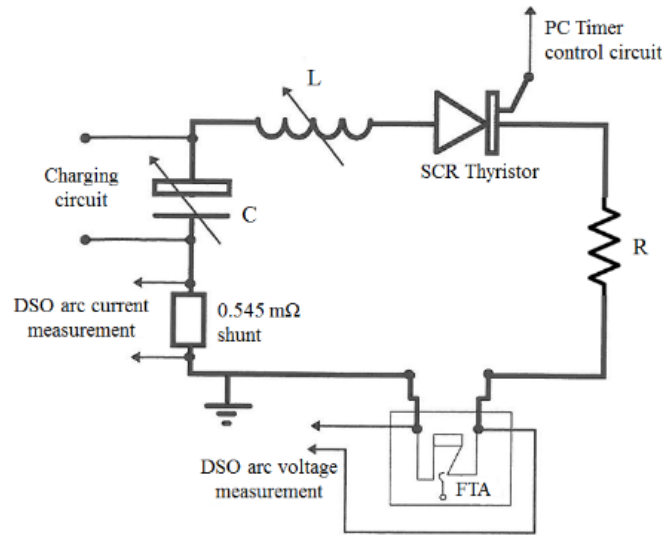 PC Timer
control circuit
L
SCR Thyristor
Charging
circuit
C
R
DSO arc current
measurement
0.545 mΩ
shunt
DSO arc voltage
measurement
FTA